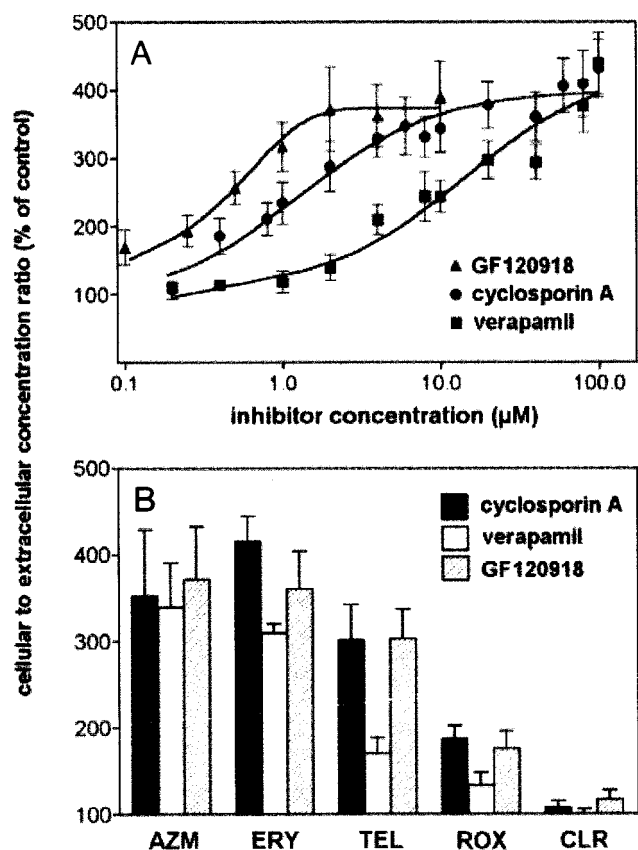 cellular to extracellular concentration ratio (% of control)
A
500
400
300
200
100
GF120918
cyclosporin A
verapamil
0.1
1.0
10.0
100.0
inhibitor concentration (µM)
B
500
400
300
200
100
cyclosporin A
verapamil
GF120918
AZM
ERY
TEL
ROX
CLR